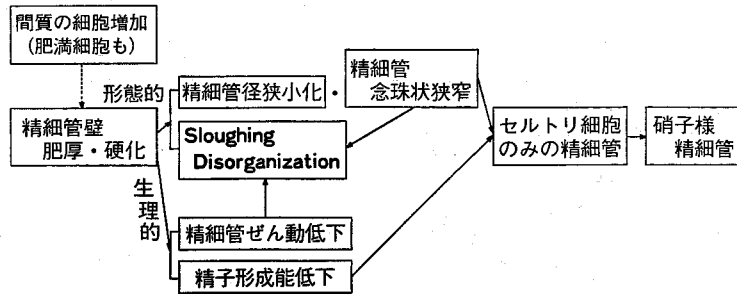 間質の細胞増加
(肥満細胞も)
形態的
精細管径狭小化・
精細管
念珠状狭窄
精細管壁
肥厚・硬化
Sloughing
Disorganization
セルトリ細胞
のみの精細管
硝子様
精細管
生理的
精細管ぜん動低下
精子形成能低下